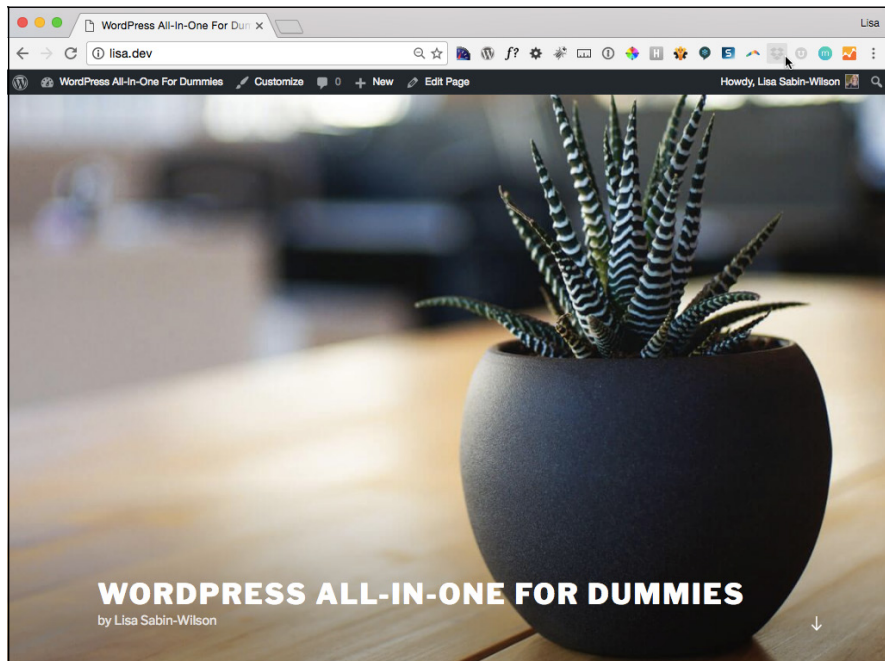 WordPress All-In-One For Dum
Lisa
lisa.dev
f?
WordPress All-In-One For Dummies Customize 0 New Edit Page Howdy, Lisa Sabin-Wilson
WORDPRESS ALL-IN-ONE FOR DUMMIES
by Lisa Sabin-Wilson